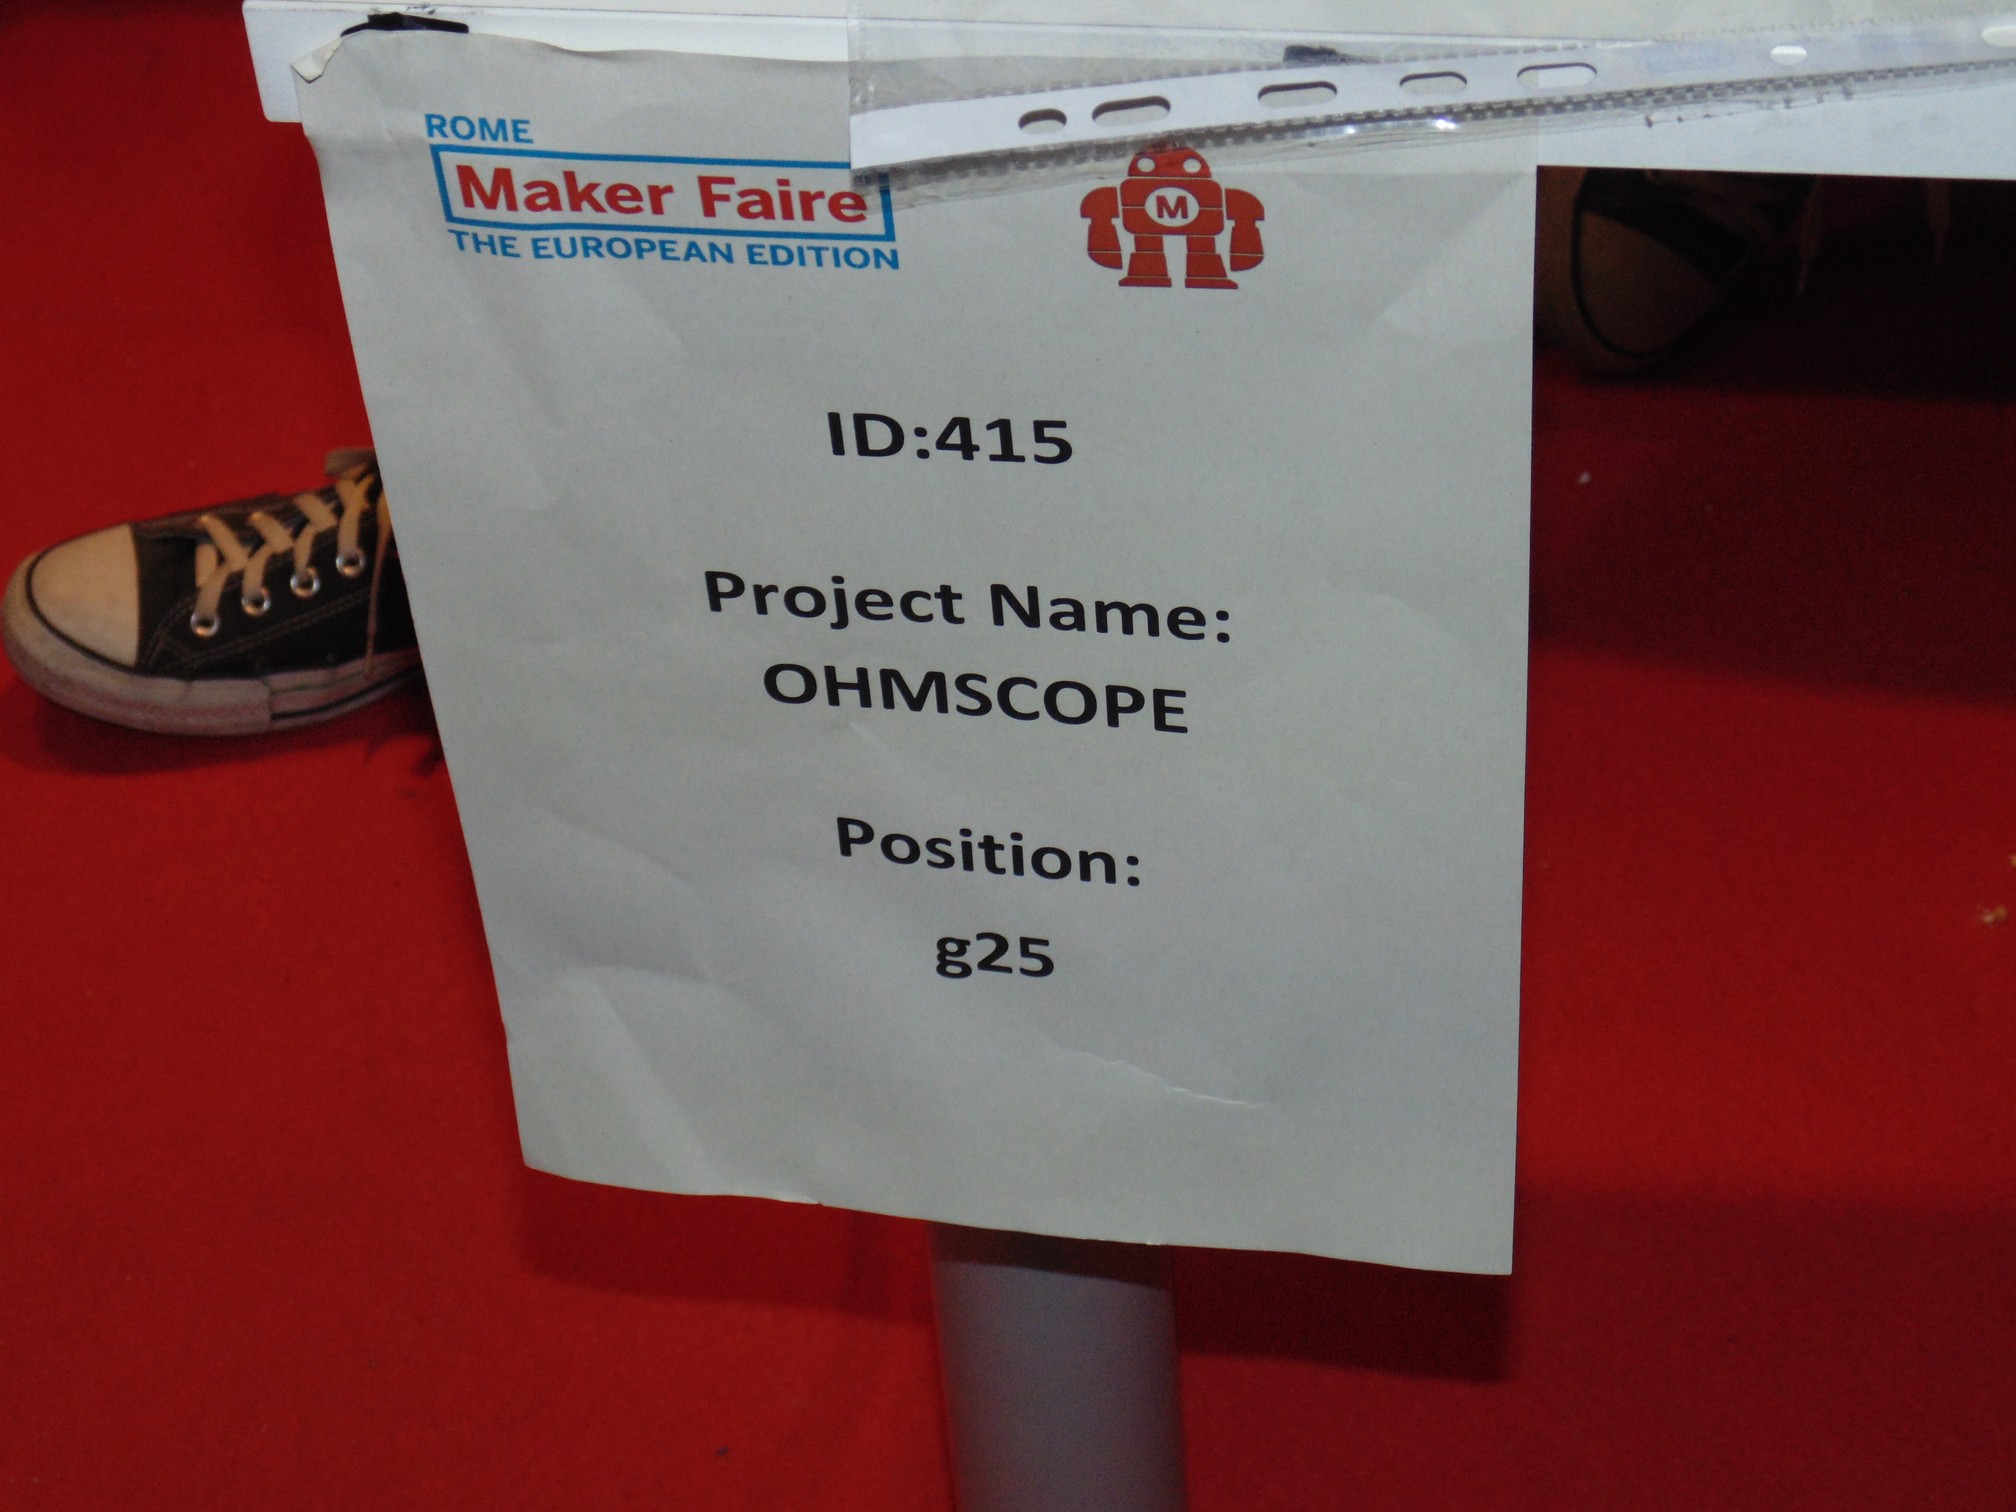 ROME
Maker Faire
THE EUROPEAN EDITION
M
ID:415
Project Name:
OHMSCOPE
Position:
g25